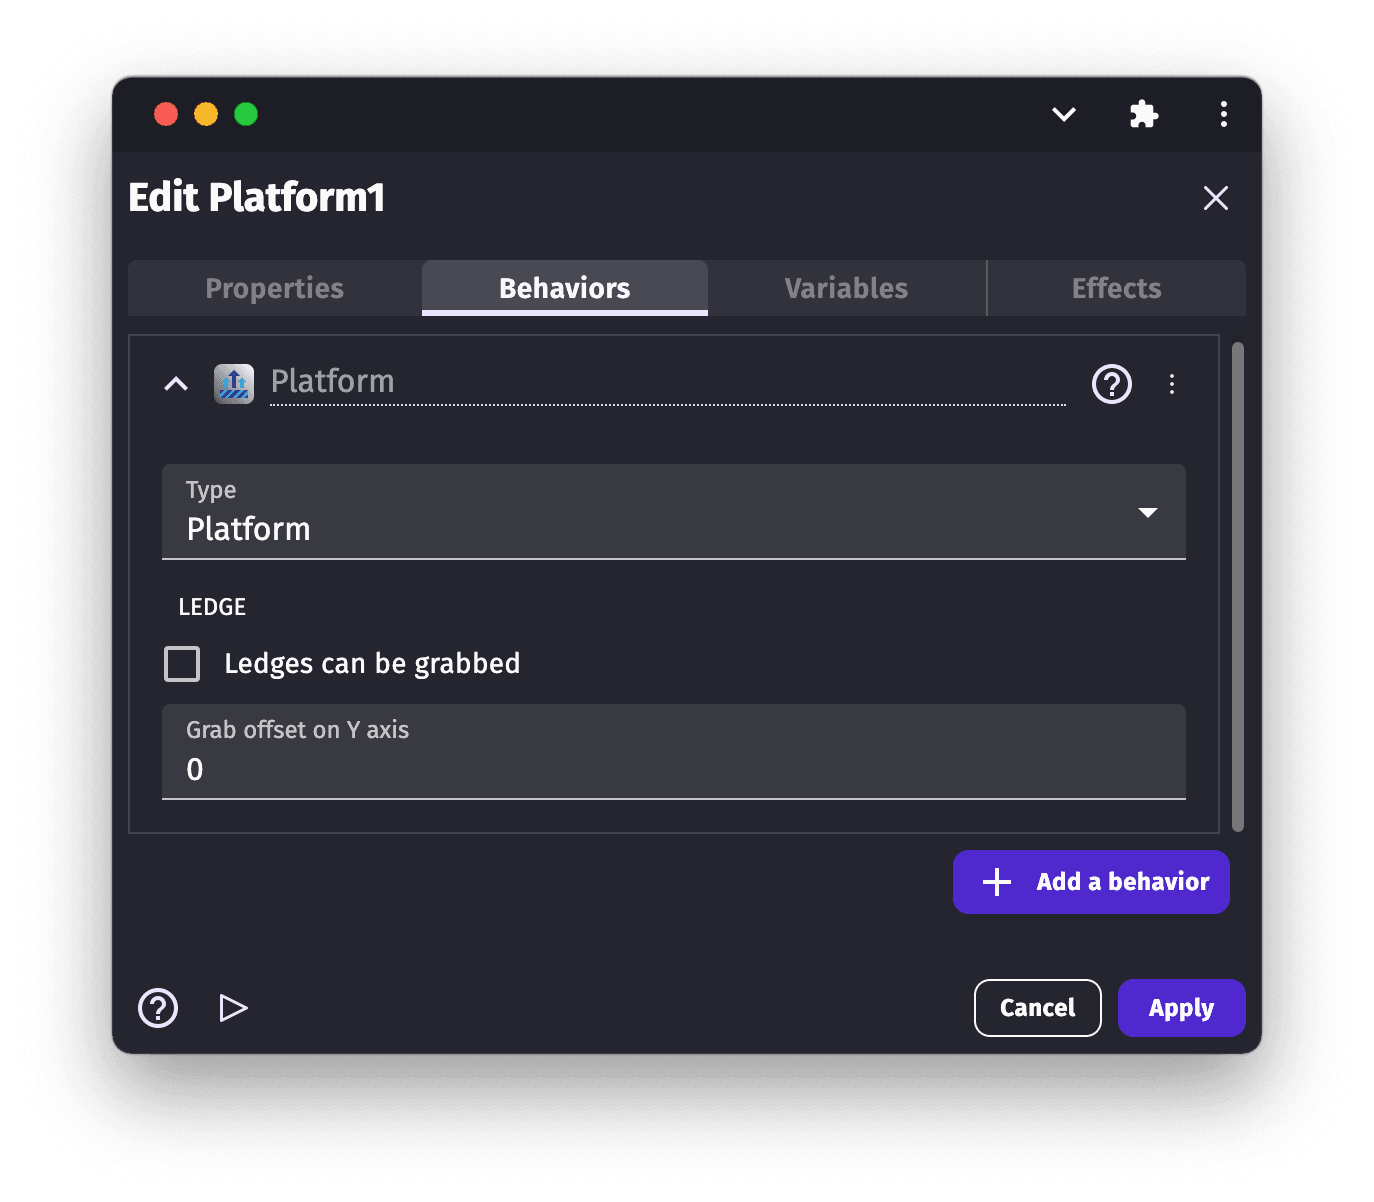 Edit Platform1
Properties Behaviors Variables Effects
Platform
Type
Platform
LEDGE
Ledges can be grabbed
Grab offset on Y axis
0
Add a behavior
Cancel Apply